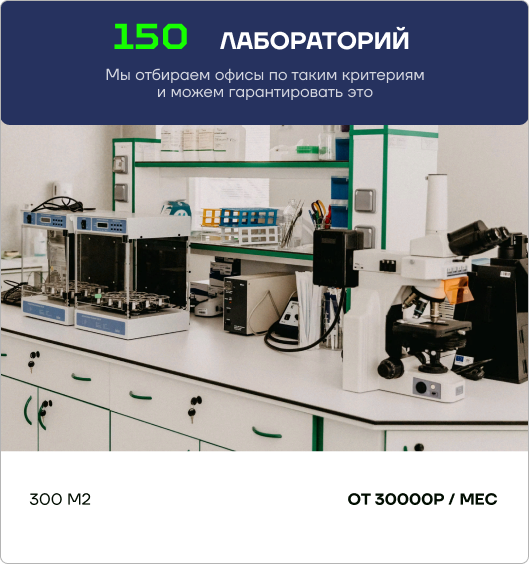 150 ЛАБОРАТОРИЙ
Мы отбираем офисы по таким критериям
и можем гарантировать это
300 М2
ОТ 30000Р / МЕС